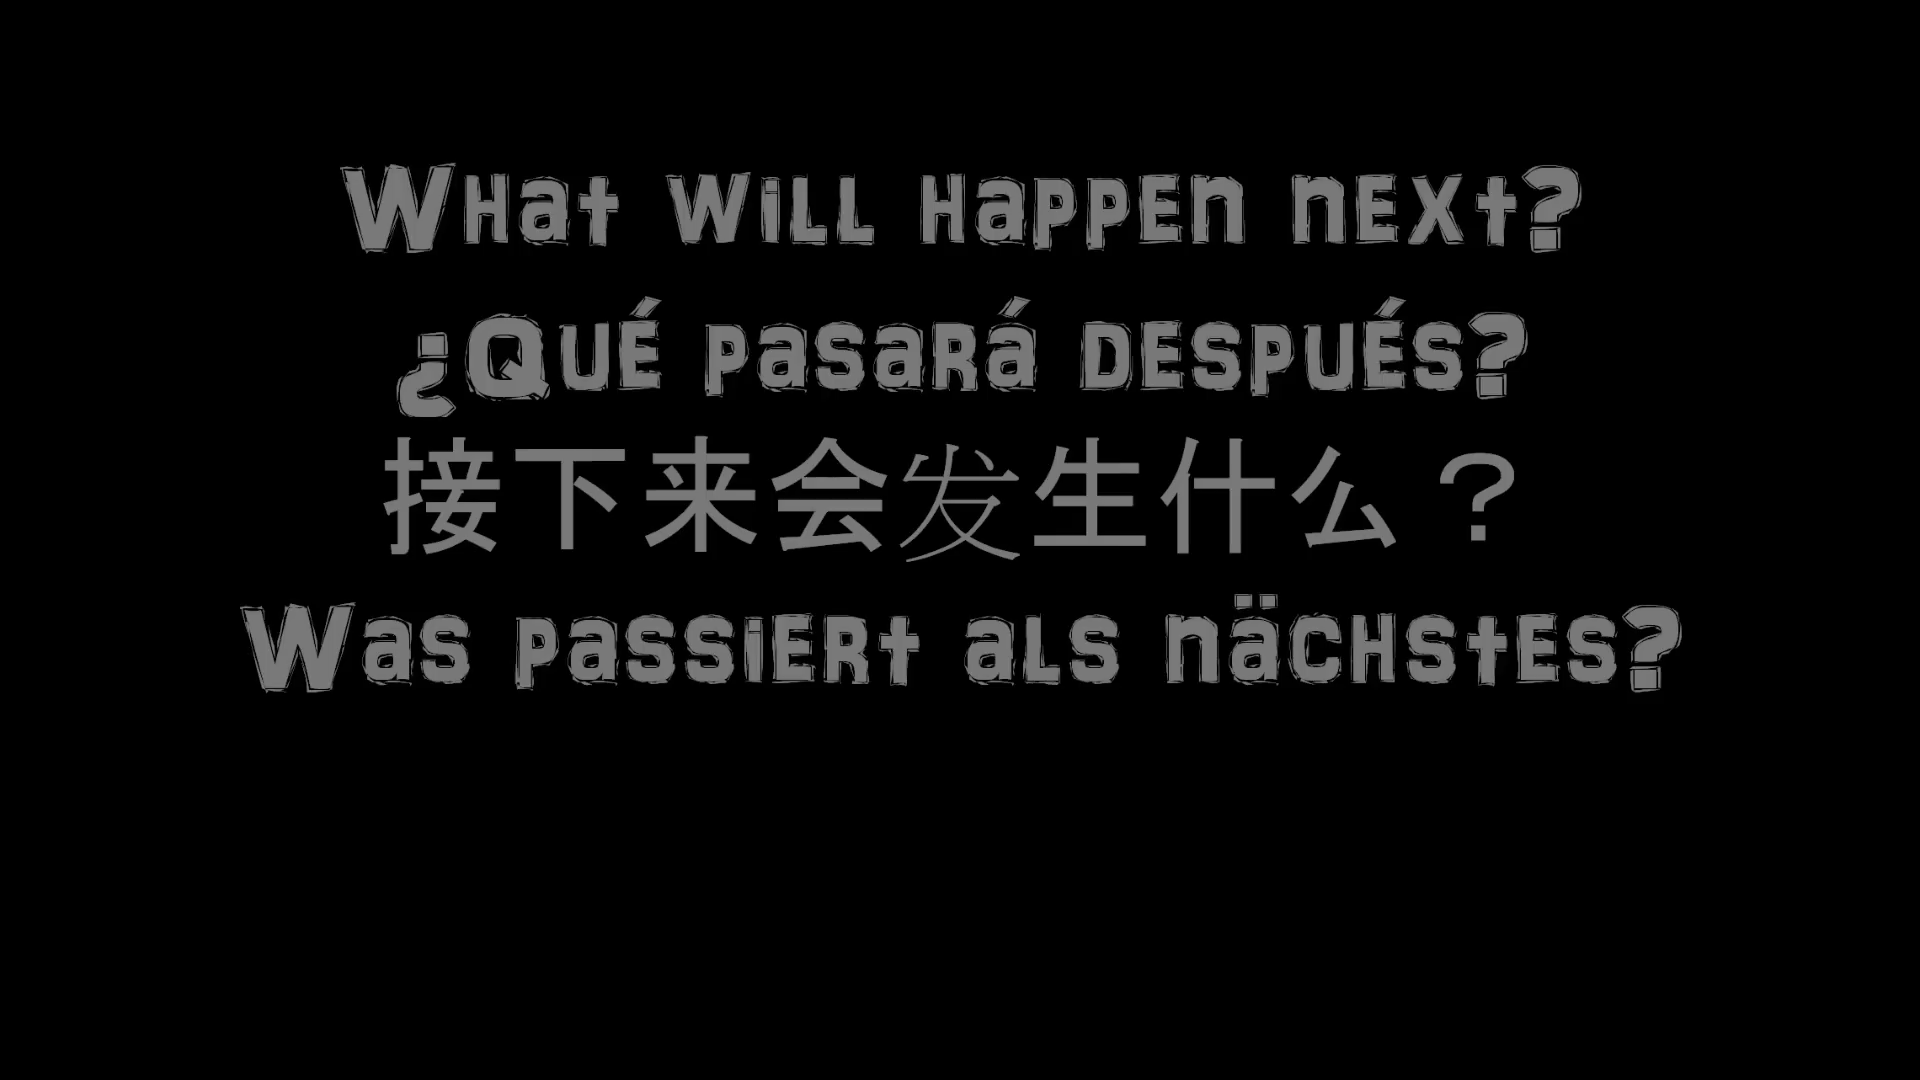 What will happen next?
¿Qué pasará después?
接下来会发生什么？
Was passiert als nächstes?